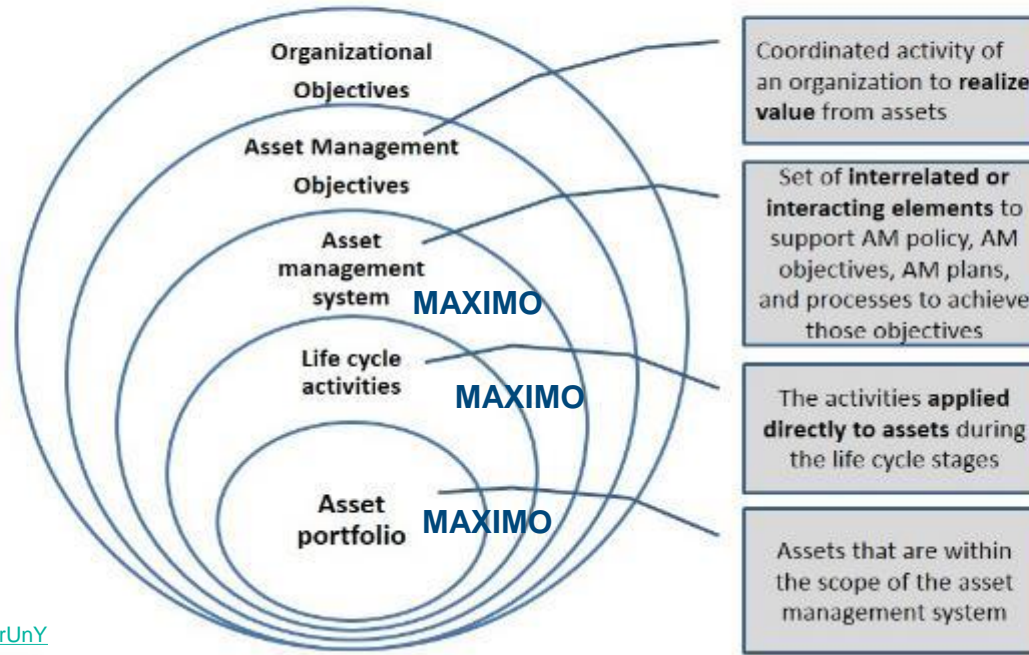 Organizational
Objectives
Asset Management
Objectives
Asset
management
system
MAXIMO
Life cycle
activities
MAXIMO
Asset
portfolio
MAXIMO
Coordinated activity of
an organization to realize
value from assets
Set of interrelated or
interacting elements to
support AM policy, AM
objectives, AM plans,
and processes to achieve
those objectives
The activities applied
directly to assets during
the life cycle stages
Assets that are within
the scope of the asset
management system
rUnY